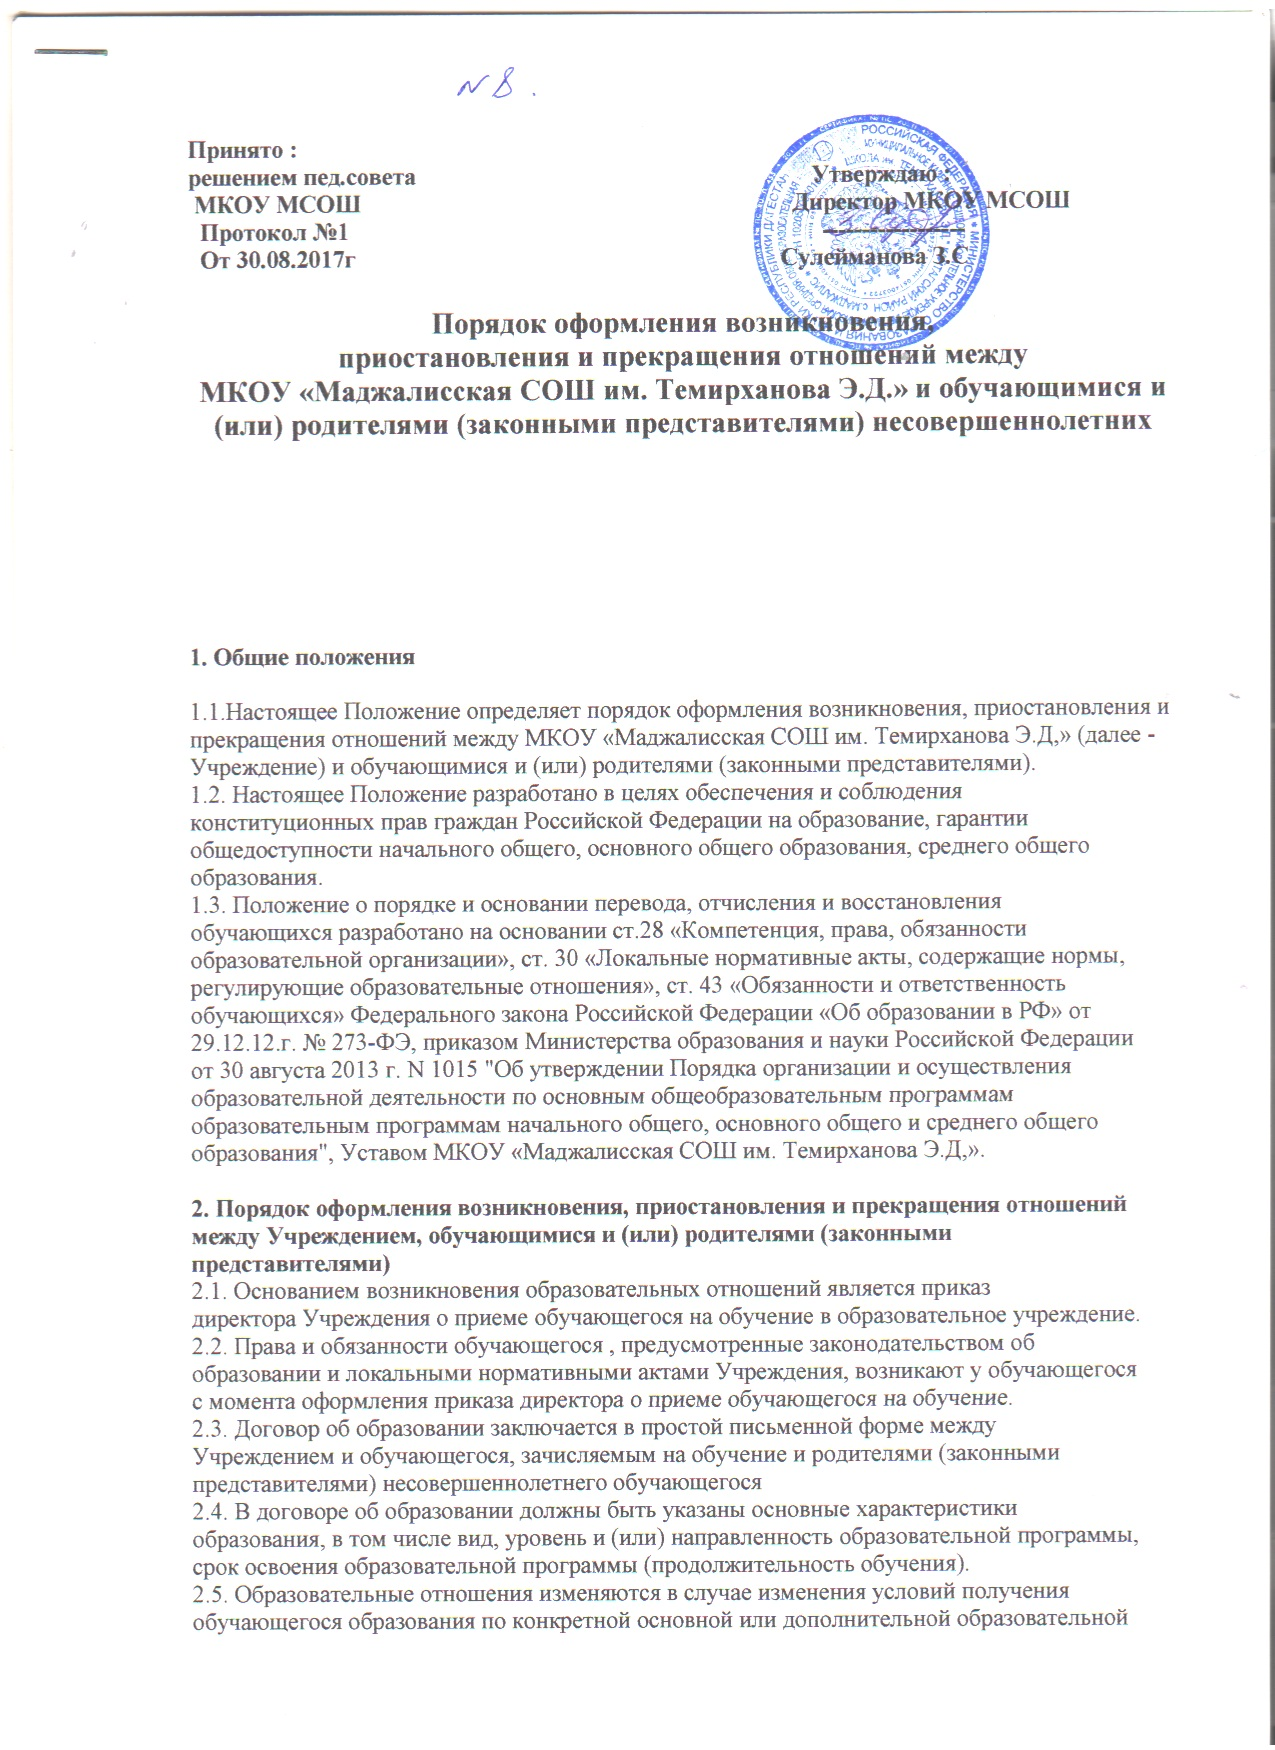 N 8.
Принято :
решением пед.совета
МКОУ МСОШ
Протокол №1
От 30.08.2017г
Утверждаю :
Директор МКОУ МСОШ
Сулейманова З.С
РОССИЙСКАЯ ФЕДЕРАЦИЯ * МИНИСТЕРСТВО
РЕСПУБЛИКИ ДАГЕСТАН
Порядок оформления возникновения,
приостановления и прекращения отношений между
МКОУ «Маджалисская СОШ им. Темирханова Э.Д.» и обучающимися и
(или) родителями (законными представителями) несовершеннолетних
1. Общие положения
1.1.Настоящее Положение определяет порядок оформления возникновения, приостановления и
прекращения отношений между МКОУ «Маджалисская СОШ им. Темирханова Э.Д,» (далее -
Учреждение) и обучающимися и (или) родителями (законными представителями).
1.2. Настоящее Положение разработано в целях обеспечения и соблюдения
конституционных прав граждан Российской Федерации на образование, гарантии
общедоступности начального общего, основного общего образования, среднего общего
образования.
1.3. Положение о порядке и основании перевода, отчисления и восстановления
обучающихся разработано на основании ст.28 «Компетенция, права, обязанности
образовательной организации», ст. 30 «Локальные нормативные акты, содержащие нормы,
регулирующие образовательные отношения», ст. 43 «Обязанности и ответственность
обучающихся» Федерального закона Российской Федерации «Об образовании в РФ» от
29.12.12.г. № 273-ФЭ, приказом Министерства образования и науки Российской Федерации
от 30 августа 2013 г. N 1015 "Об утверждении Порядка организации и осуществления
образовательной деятельности по основным общеобразовательным программам
образовательным программам начального общего, основного общего и среднего общего
образования", Уставом МКОУ «Маджалисская СОШ им. Темирханова Э.Д,».
2. Порядок оформления возникновения, приостановления и прекращения отношений
между Учреждением, обучающимися и (или) родителями (законными
представителями)
2.1. Основанием возникновения образовательных отношений является приказ
директора Учреждения о приеме обучающегося на обучение в образовательное учреждение.
2.2. Права и обязанности обучающегося , предусмотренные законодательством об
образовании и локальными нормативными актами Учреждения, возникают у обучающегося
с момента оформления приказа директора о приеме обучающегося на обучение.
2.3. Договор об образовании заключается в простой письменной форме между
Учреждением и обучающегося, зачисляемым на обучение и родителями (законными
представителями) несовершеннолетнего обучающегося
2.4. В договоре об образовании должны быть указаны основные характеристики
образования, в том числе вид, уровень и (или) направленность образовательной программы,
срок освоения образовательной программы (продолжительность обучения).
2.5. Образовательные отношения изменяются в случае изменения условий получения
обучающегося образования по конкретной основной или дополнительной образовательной